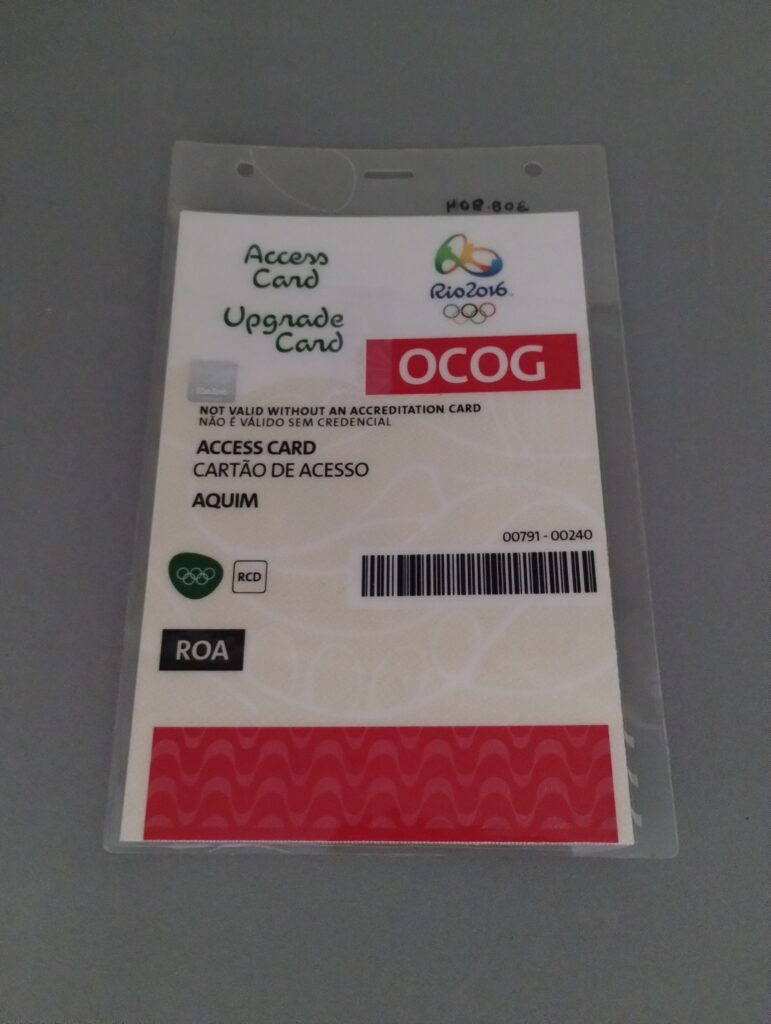 Access
Card
Upgrade
Card
Rio2016
OCOG
NOT VALID WITHOUT AN ACCREDITATION CARD
NÃO É VÁLIDO SEM CREDENCIAL
ACCESS CARD
CARTÃO DE ACESSO
AQUIM
00791 - 00240
RCD
ROA